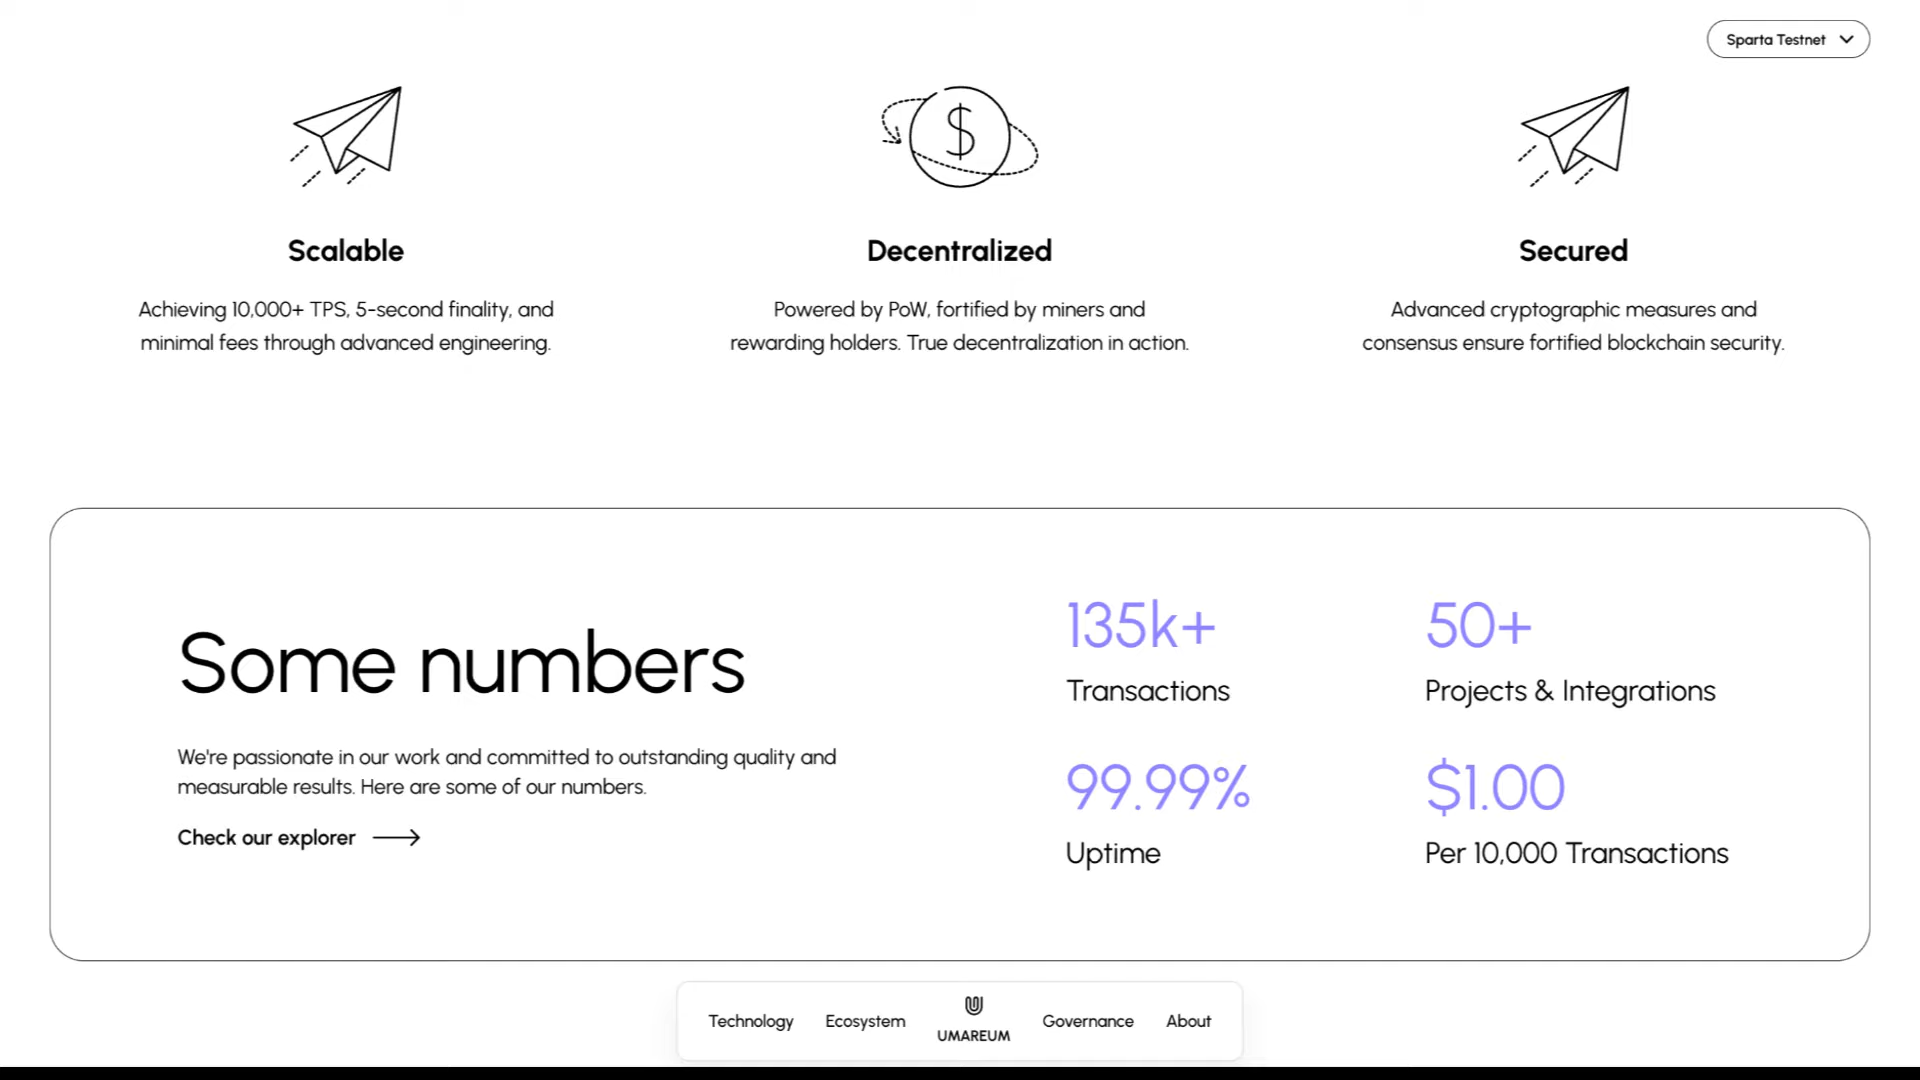 Sparta Testnet
$
Scalable
Achieving 10,000+ TPS, 5-second finality, and
minimal fees through advanced engineering.
Decentralized
Powered by PoW, fortified by miners and
rewarding holders. True decentralization in action.
Secured
Advanced cryptographic measures and
consensus ensure fortified blockchain security.
Some numbers
We're passionate in our work and committed to outstanding quality and
measurable results. Here are some of our numbers.
Check our explorer
135k+
Transactions
50+
Projects & Integrations
99.99%
Uptime
$1.00
Per 10,000 Transactions
Technology
Ecosystem
UMAREUM
Governance
About